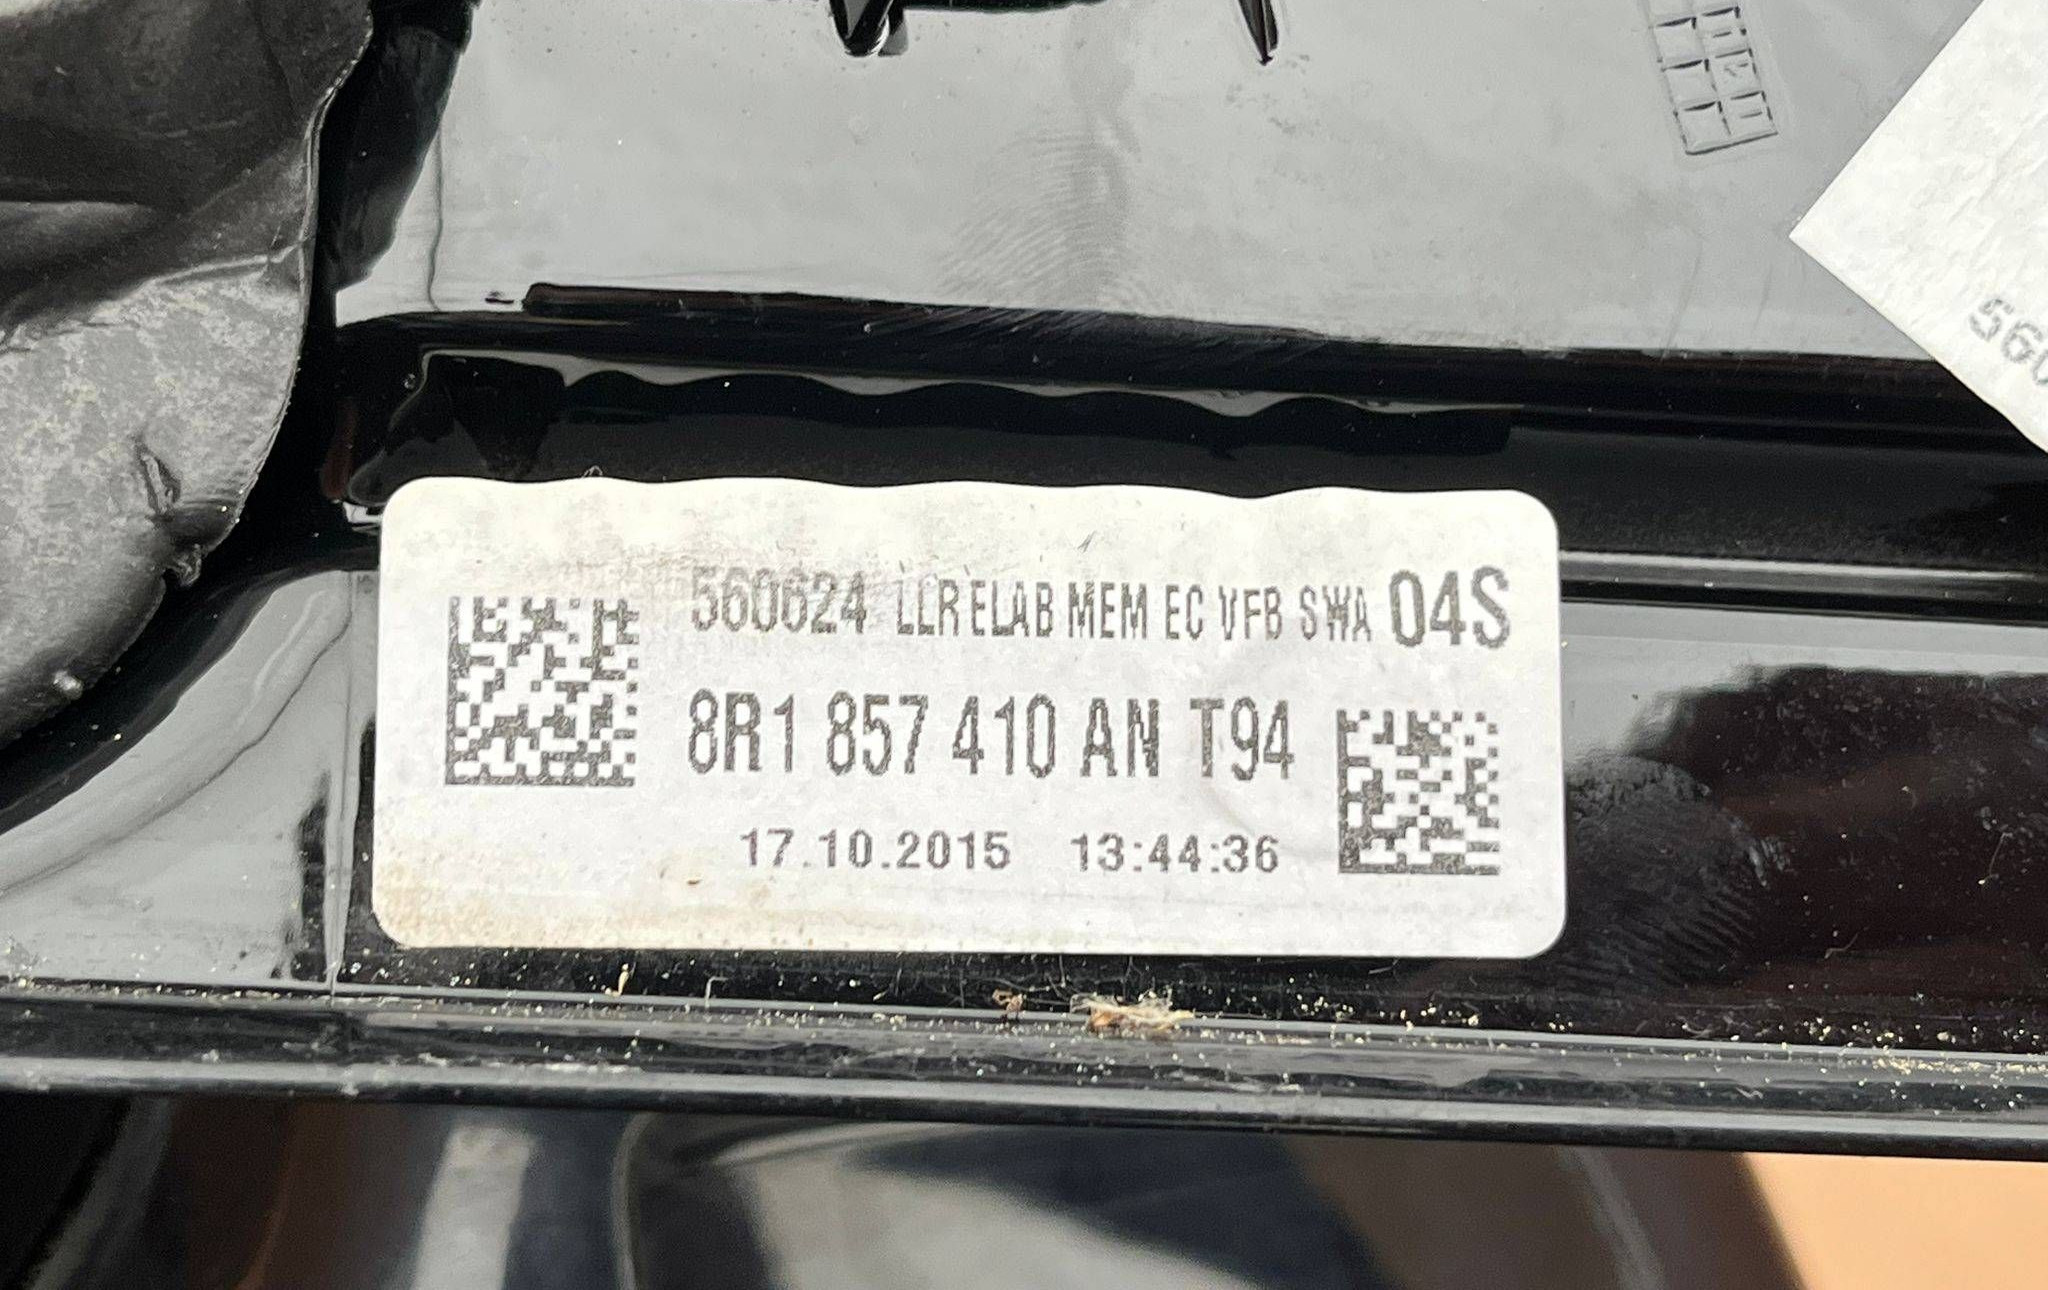 560
560624 LLR ELAB MEM EC VFB SWA 04S
8R1 857 410 AN T94
17.10.2015 13:44:36